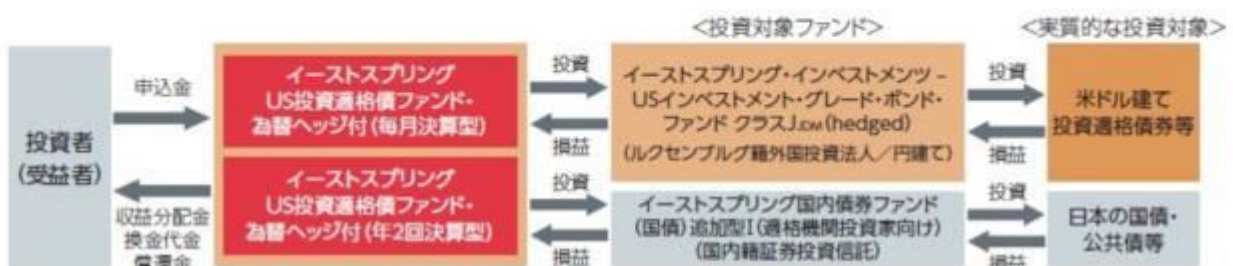 <投資対象ファンド>
<実質的な投資対象>
投資者
(受益者)
申込金
収益分配金
換金代金
償還金
イーストスプリング
US投資適格債ファンド・
為替ヘッジ付(毎月決算型)
イーストスプリング
US投資適格債ファンド・
為替ヘッジ付(年2回決算型)
投資
損益
投資
損益
イーストスプリング・インベストメンツ –
USインベストメント・グレード・ボンド・
ファンド クラスJIDM(hedged)
(ルクセンブルグ籍外国投資法人/円建て)
イーストスプリング国内債券ファンド
(国債)追加型I(適格機関投資家向け)
(国内籍証券投資信託)
投資
損益
投資
損益
米ドル建て
投資適格債券等
日本の国債・
公共債等